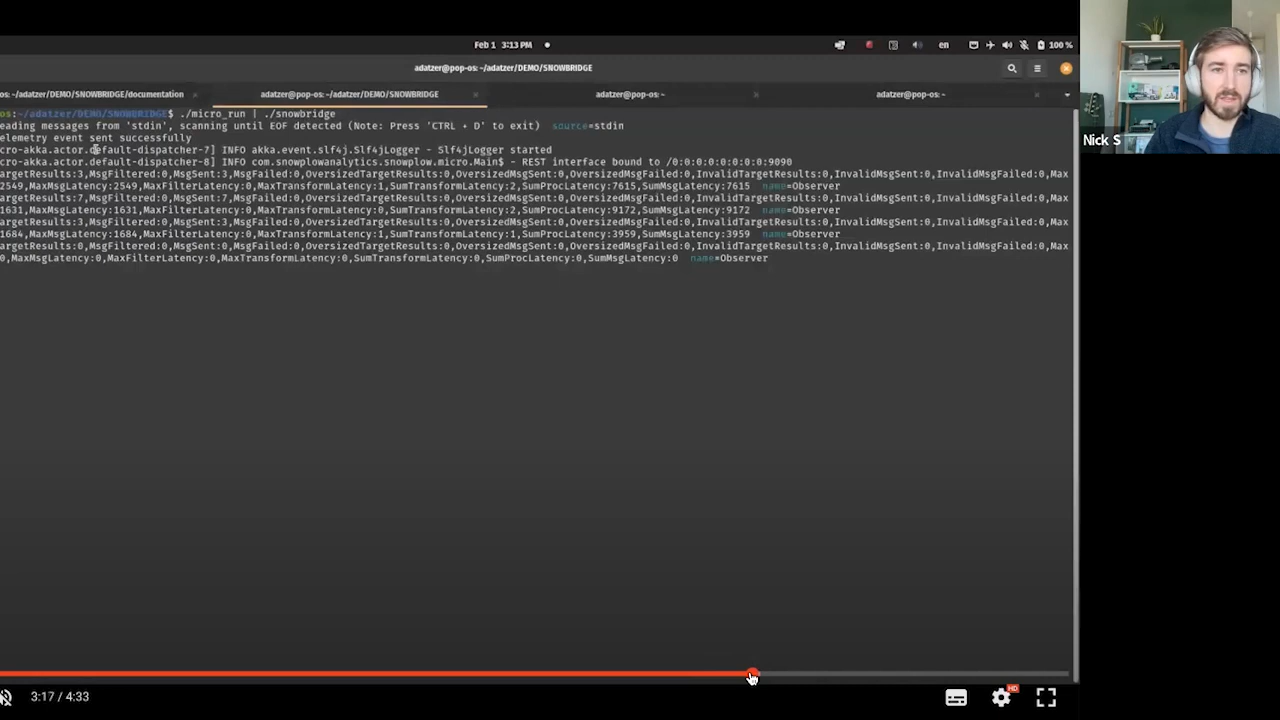 Feb 1 3:13 PM
en
100 %
adatzer@pop-os: ~/adatzer/DEMO/SNOWBRIDGE
os: ~/adatzer/DEMO/SNOWBRIDGE/documentation
adatzer@pop-os: ~/adatzer/DEMO/SNOWBRIDGE
adatzer@pop-os: ~
adatzer@pop-os: ~
os:~/adatzer/DEMO/SNOWBRIDGE$ ./micro_run | ./snowbridge
eading messages from 'stdin', scanning until EOF detected (Note: Press 'CTRL + D' to exit)  source=stdin
elemetry event sent successfully
cro-akka.actor.default-dispatcher-7] INFO akka.event.slf4j.Slf4jLogger - Slf4jLogger started
cro-akka.actor.default-dispatcher-8] INFO com.snowplowanalytics.snowplow.micro.Main$ - REST interface bound to /0:0:0:0:0:0:0:0:9090
argetResults:3,MsgFiltered:0,MsgSent:3,MsgFailed:0,OversizedTargetResults:0,OversizedMsgSent:0,OversizedMsgFailed:0,InvalidTargetResults:0,InvalidMsgSent:0,InvalidMsgFailed:0,Max
2549,MaxMsgLatency:2549,MaxFilterLatency:0,MaxTransformLatency:1,SumTransformLatency:2,SumProcLatency:7615,SumMsgLatency:7615  name=Observer
argetResults:7,MsgFiltered:0,MsgSent:7,MsgFailed:0,OversizedTargetResults:0,OversizedMsgSent:0,OversizedMsgFailed:0,InvalidTargetResults:0,InvalidMsgSent:0,InvalidMsgFailed:0,Max
1631,MaxMsgLatency:1631,MaxFilterLatency:0,MaxTransformLatency:0,SumTransformLatency:2,SumProcLatency:9172,SumMsgLatency:9172  name=Observer
argetResults:3,MsgFiltered:0,MsgSent:3,MsgFailed:0,OversizedTargetResults:0,OversizedMsgSent:0,OversizedMsgFailed:0,InvalidTargetResults:0,InvalidMsgSent:0,InvalidMsgFailed:0,Max
1684,MaxMsgLatency:1684,MaxFilterLatency:0,MaxTransformLatency:1,SumTransformLatency:1,SumProcLatency:3959,SumMsgLatency:3959  name=Observer
argetResults:0,MsgFiltered:0,MsgSent:0,MsgFailed:0,OversizedTargetResults:0,OversizedMsgSent:0,OversizedMsgFailed:0,InvalidTargetResults:0,InvalidMsgSent:0,InvalidMsgFailed:0,Max
0,MaxMsgLatency:0,MaxFilterLatency:0,MaxTransformLatency:0,SumTransformLatency:0,SumProcLatency:0,SumMsgLatency:0  name=Observer
Nick S
3:17 / 4:33
HD